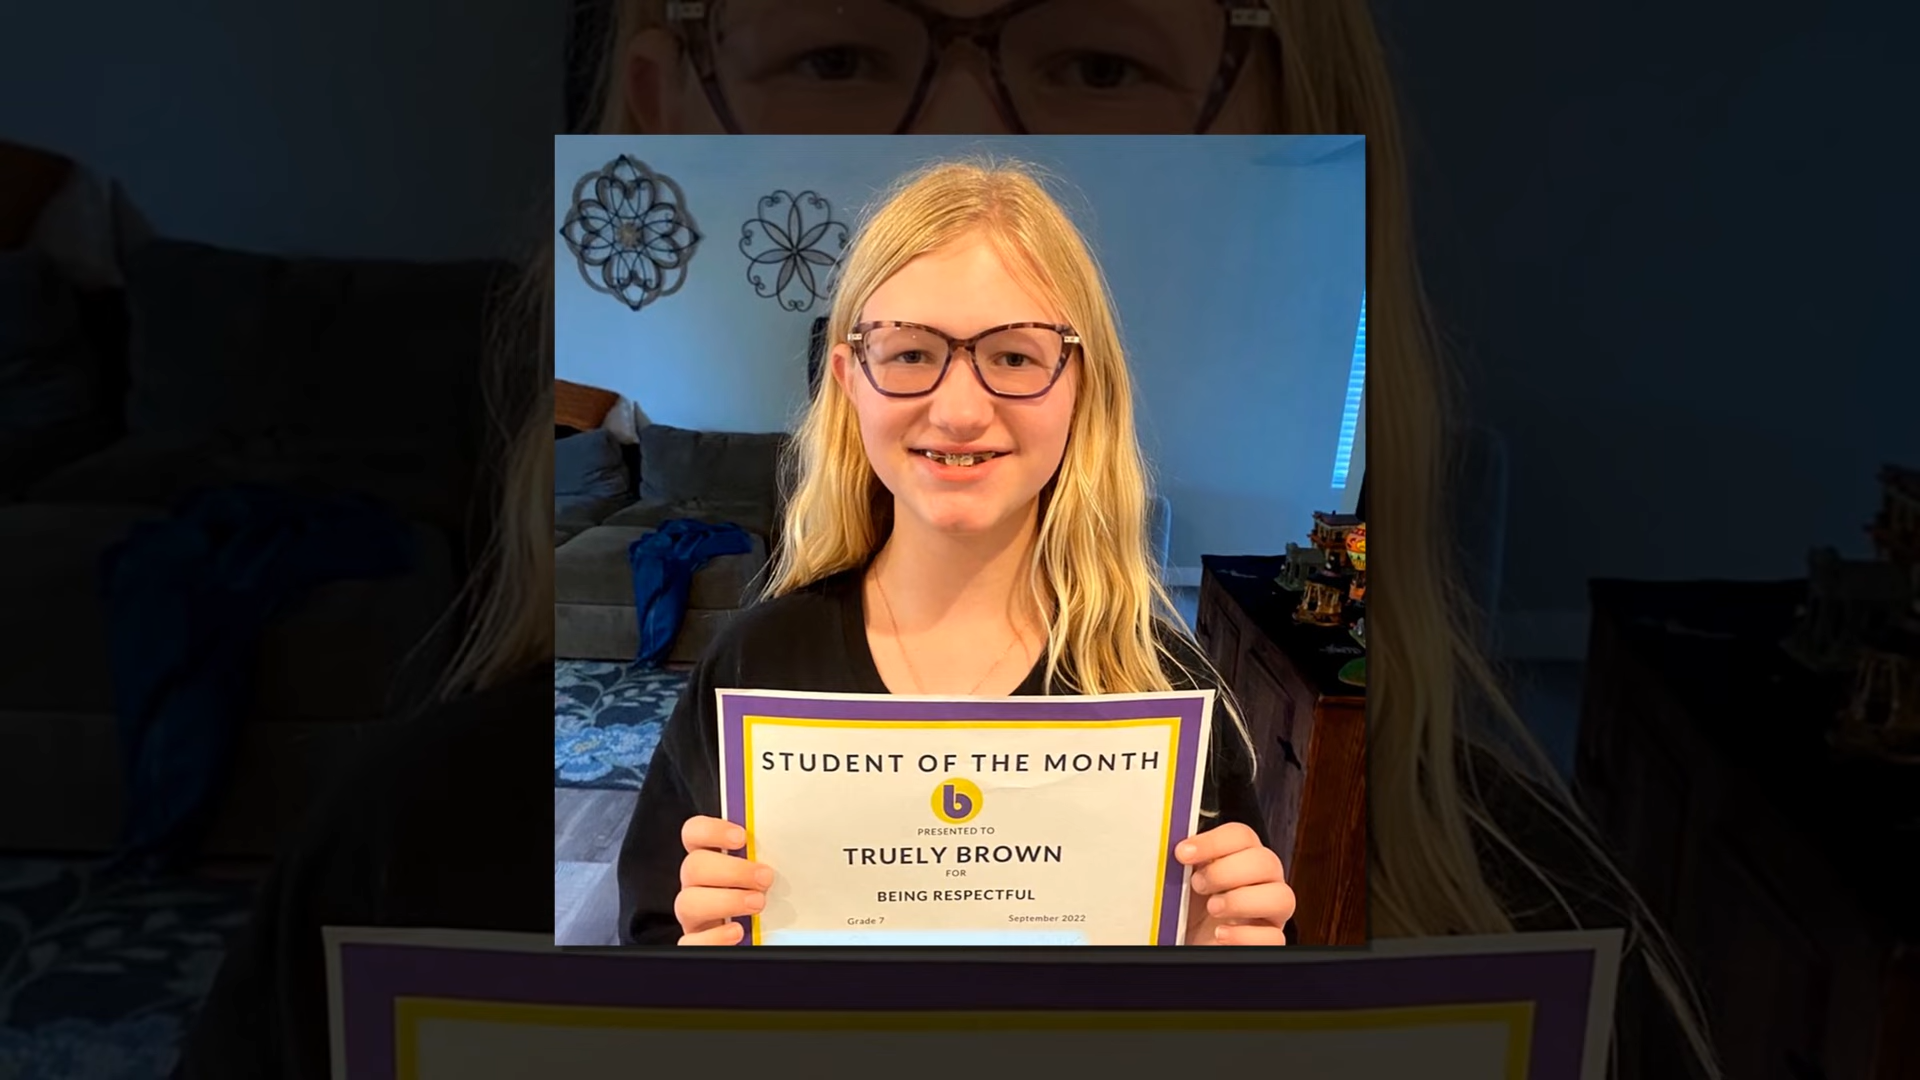 STUDENT OF THE MONTH
b
PRESENTED TO
TRUELY BROWN
FOR
BEING RESPECTFUL
Grade 7 September 2022